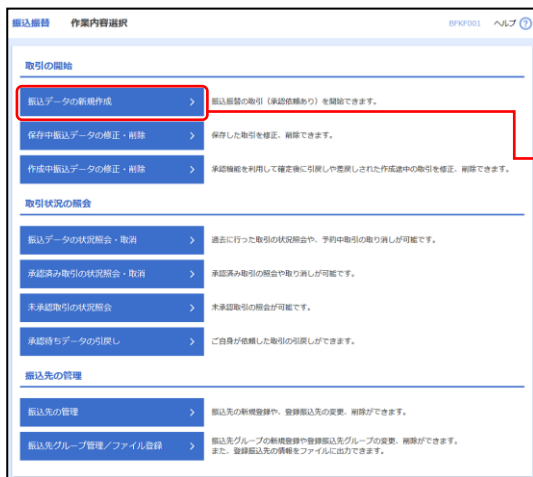 振込振替 作業内容選択 BFKF001 ヘルプ ?
取引の開始
振込データの新規作成 > 振込振替の取引(承認依頼あり)を開始できます。
保存中振込データの修正・削除 > 保存した取引を修正、削除できます。
作成中振込データの修正・削除 > 承認機能を利用して確定後に引戻しや差戻しされた作成途中の取引を修正、削除できます。
取引状況の照会
振込データの状況照会・取消 > 過去に行った取引の状況照会や、予約中取引の取り消しが可能です。
承認済み取引の状況照会・取消 > 承認済み取引の照会や取り消しが可能です。
未承認取引の状況照会 > 未承認取引の照会が可能です。
承認待ちデータの引戻し > ご自身が依頼した取引の引戻しができます。
振込先の管理
振込先の管理 > 振込先の新規登録や、登録振込先の変更、削除ができます。
振込先グループ管理/ファイル登録 > 振込先グループの新規登録や登録振込先グループの変更、削除ができます。
また、登録振込先の情報をファイルに出力できます。